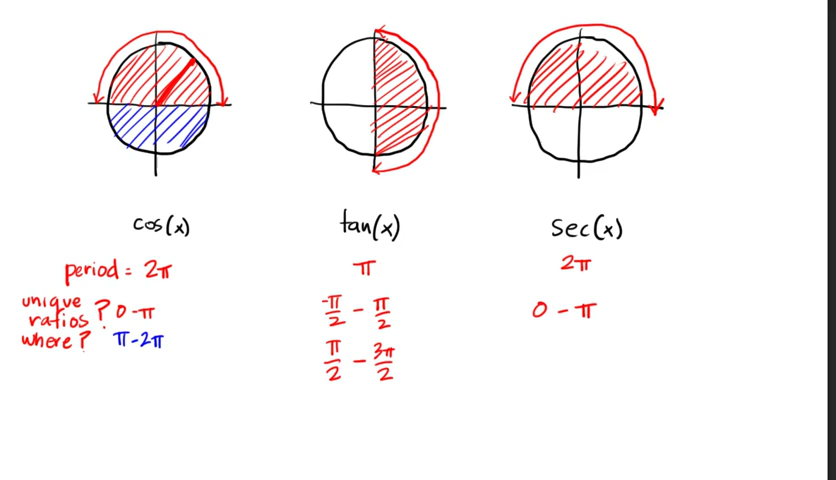 cos(x) tan(x) sec(x)
period = 2π π 2π
unique ratios? 0 - π -π/2 - π/2 0 - π
where? π - 2π π/2 - 3π/2